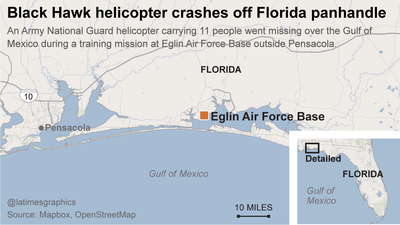 Black Hawk helicopter crashes off Florida panhandle
An Army National Guard helicopter carrying 11 people went missing over the Gulf of
Mexico during a training mission at Eglin Air Force Base outside Pensacola.
FLORIDA
10
Eglin Air Force Base
Pensacola
Detailed
Gulf of Mexico
FLORIDA
Gulf of
Mexico
@latimesgraphics
10 MILES
Source: Mapbox, OpenStreetMap